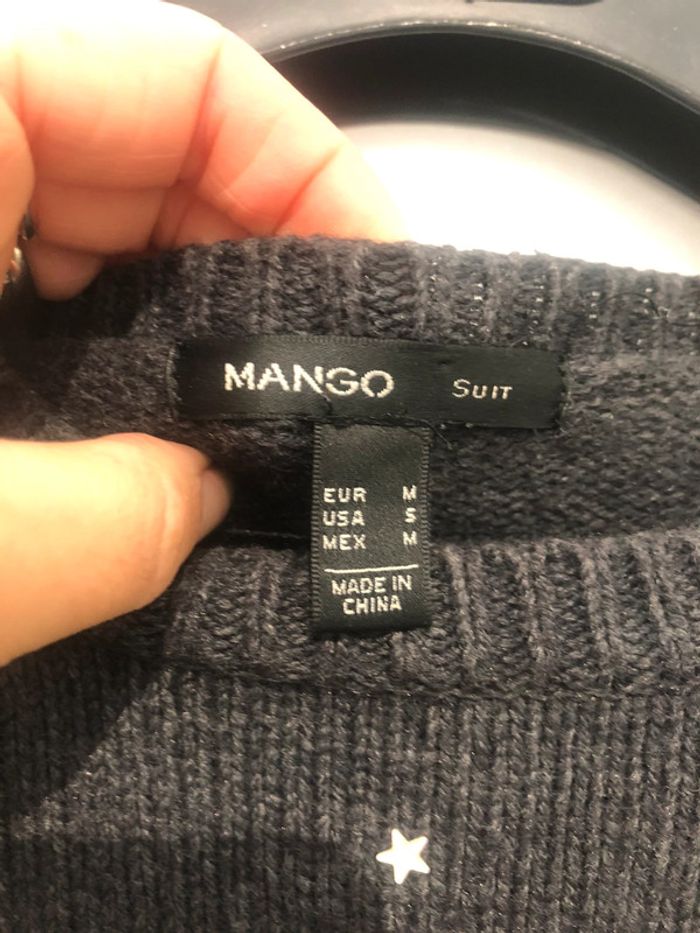 MANGO SUIT
EUR M
USA S
MEX M
MADE IN
CHINA